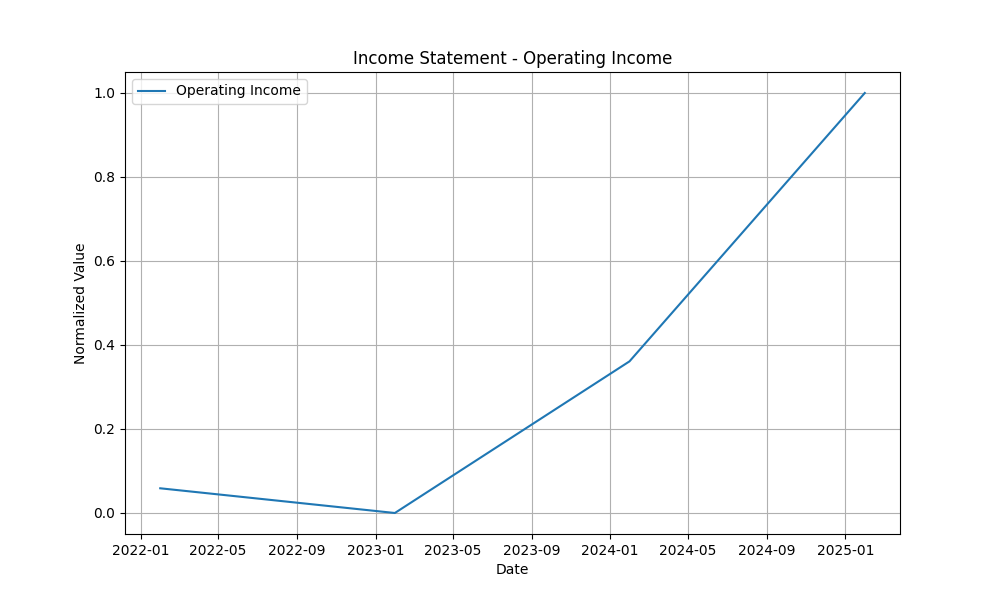 Income Statement - Operating Income
Operating Income
Normalized Value
1.0
0.8
0.6
0.4
0.2
0.0
2022-01 2022-05 2022-09 2023-01 2023-05 2023-09 2024-01 2024-05 2024-09 2025-01
Date